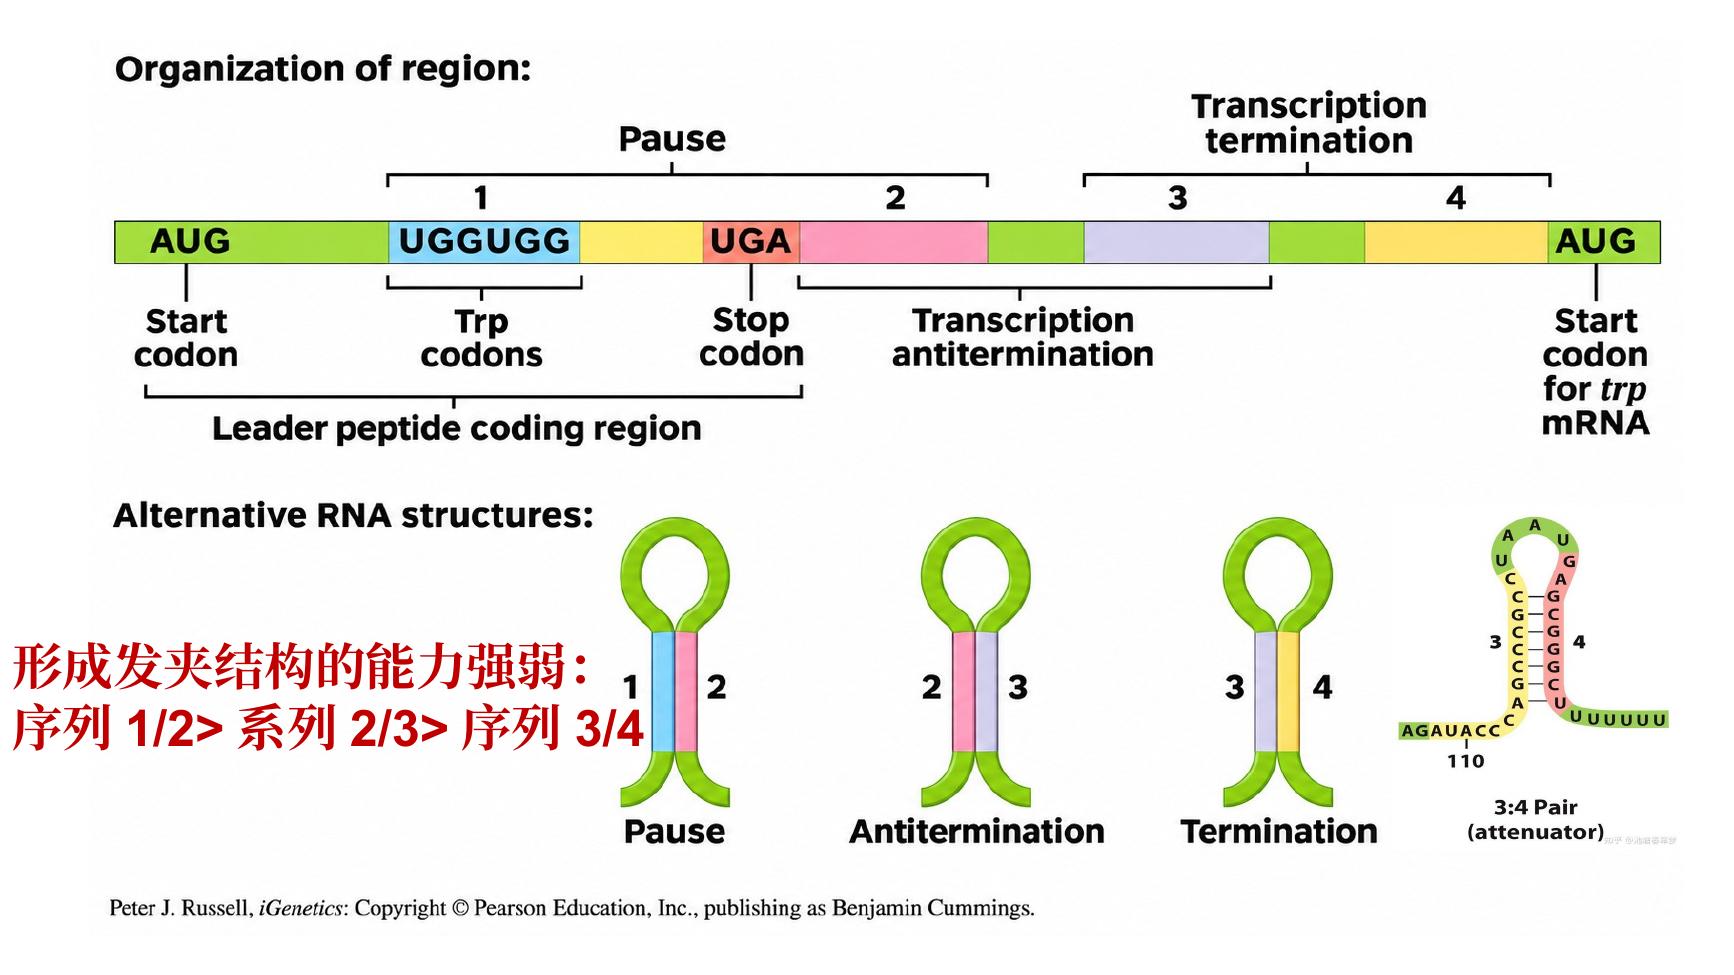 Organization of region:
Transcription
termination
Pause
1
2
3
4
AUG
UGGUGG
UGA
AUG
Start
codon
Trp
codons
Stop
codon
Transcription
antitermination
Start
codon
for trp
mRNA
Leader peptide coding region
Alternative RNA structures:
形成发夹结构的能力强弱：
序列 1/2> 系列 2/3> 序列 3/4
1
2
Pause
2
3
Antitermination
3
4
Termination
AGAUACC
C
A
G
C
C
C
G
C
C
U
A
A
U
G
A
G
C
G
G
G
C
U
UUUUUU
3
4
110
3:4 Pair
(attenuator)
Peter J. Russell, iGenetics: Copyright © Pearson Education, Inc., publishing as Benjamin Cummings.